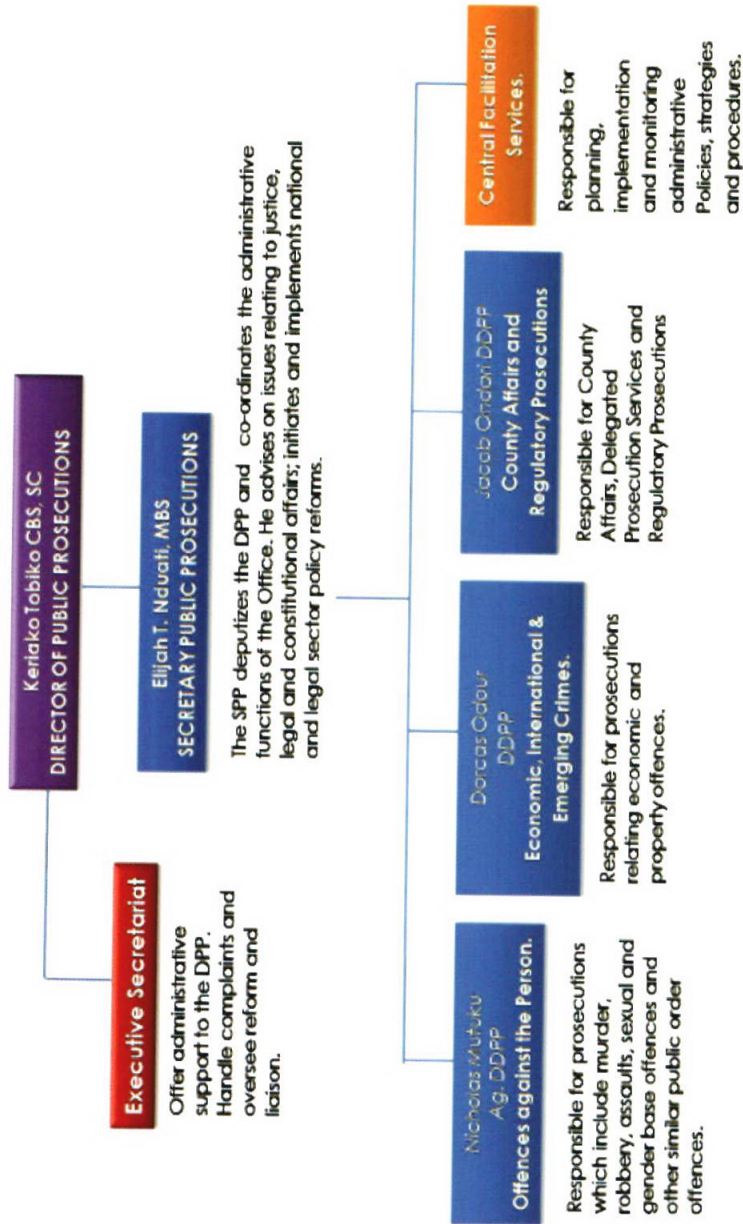 Keriako Tobiko CBS, SC
DIRECTOR OF PUBLIC PROSECUTIONS
Executive Secretariat
Offer administrative
support to the DPP.
Handle complaints and
oversee reform and
liaison.
Elijah T. Nduati, MBS
SECRETARY PUBLIC PROSECUTIONS
The SPP deputizes the DPP and co-ordinates the administrative
functions of the Office. He advises on issues relating to justice,
legal and constitutional affairs; initiates and implements national
and legal sector policy reforms.
Nicholas Mutuku
Ag. DDPP
Offences against the Person.
Responsible for prosecutions
which include murder,
robbery, assaults, sexual and
gender base offences and
other similar public order
offences.
Dorcas Odour
DDPP
Economic, International &
Emerging Crimes.
Responsible for prosecutions
relating economic and
property offences.
Jacob Ondari DDPP
County Affairs and
Regulatory Prosecutions
Responsible for County
Affairs, Delegated
Prosecution Services and
Regulatory Prosecutions
Central Facilitation
Services.
Responsible for
planning,
implementation
and monitoring
administrative
Policies, strategies
and procedures.